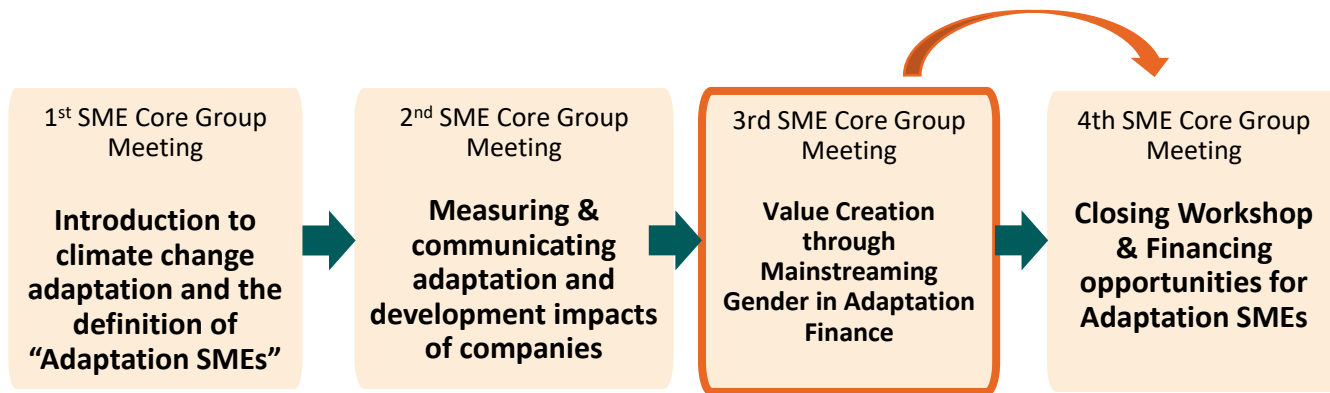 1st SME Core Group
Meeting
Introduction to
climate change
adaptation and the
definition of
“Adaptation SMEs”
2nd SME Core Group
Meeting
Measuring &
communicating
adaptation and
development impacts
of companies
3rd SME Core Group
Meeting
Value Creation
through
Mainstreaming
Gender in Adaptation
Finance
4th SME Core Group
Meeting
Closing Workshop
& Financing
opportunities for
Adaptation SMEs